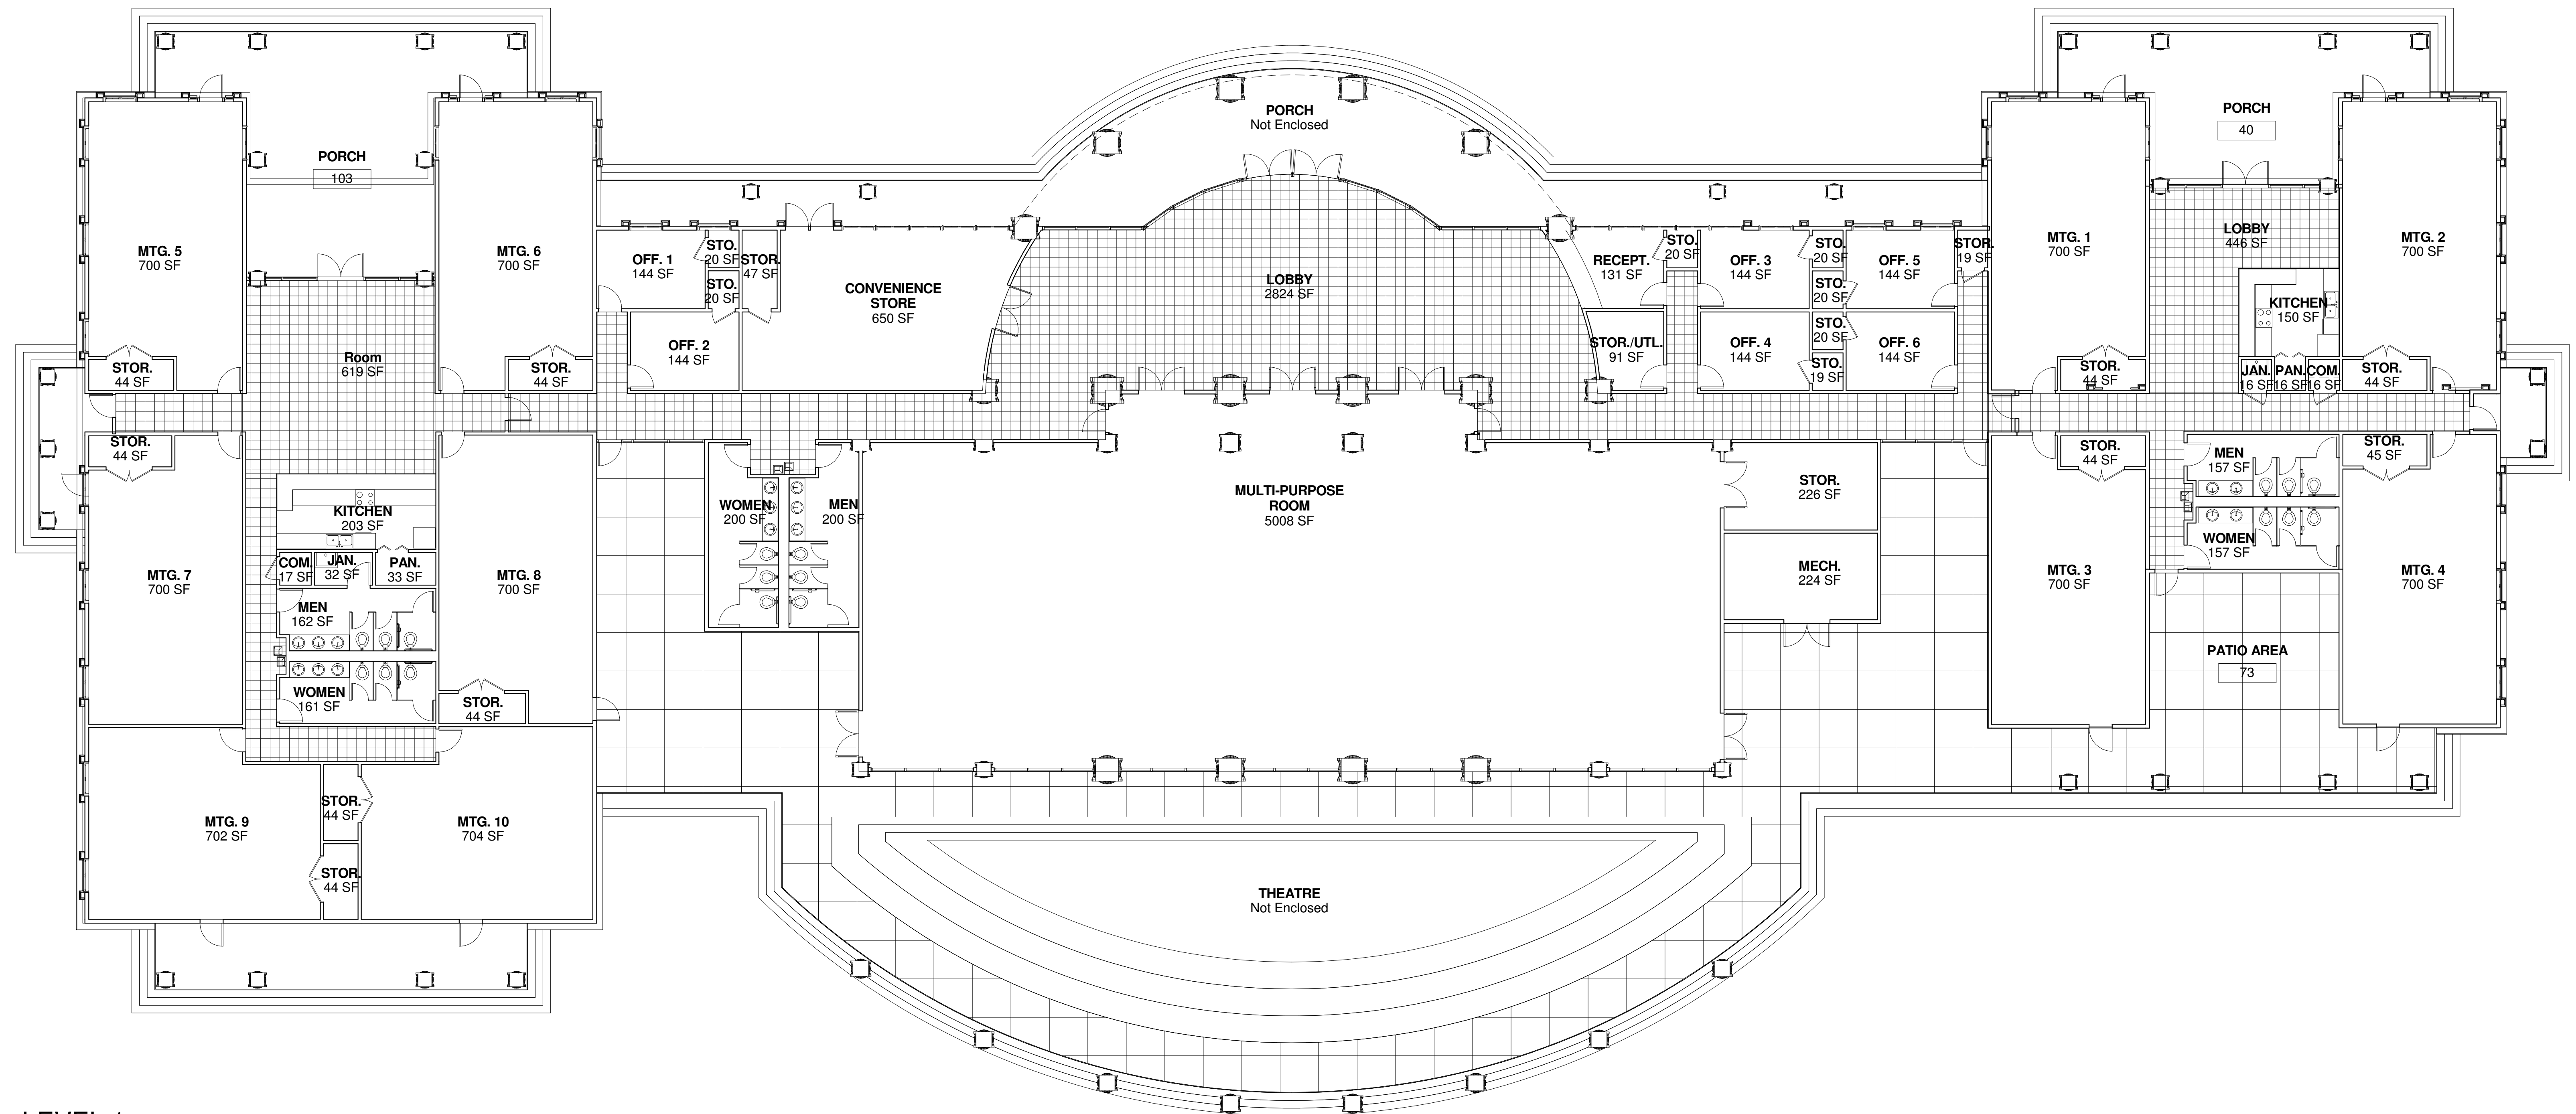 PORCH
Not Enclosed
PORCH
40
PORCH
103
MTG. 5
700 SF
MTG. 6
700 SF
OFF. 1
144 SF
STO.
20 SF
STOR.
47 SF
STO.
20 SF
OFF. 2
144 SF
CONVENIENCE
STORE
650 SF
LOBBY
2824 SF
RECEPT.
131 SF
STO.
20 SF
OFF. 3
144 SF
STO.
20 SF
STO.
20 SF
OFF. 5
144 SF
STOR.
19 SF
STOR./UTL.
91 SF
OFF. 4
144 SF
STO.
20 SF
STO.
19 SF
OFF. 6
144 SF
MTG. 1
700 SF
LOBBY
446 SF
MTG. 2
700 SF
KITCHEN
150 SF
STOR.
44 SF
JAN.
16 SF
PAN.
16 SF
COM.
16 SF
STOR.
44 SF
STOR.
44 SF
Room
619 SF
STOR.
44 SF
STOR.
44 SF
KITCHEN
203 SF
COM.
17 SF
JAN.
32 SF
PAN.
33 SF
MTG. 7
700 SF
MTG. 8
700 SF
MEN
162 SF
WOMEN
161 SF
STOR.
44 SF
WOMEN
200 SF
MEN
200 SF
MULTI-PURPOSE
ROOM
5008 SF
STOR.
226 SF
MECH.
224 SF
STOR.
44 SF
MEN
157 SF
STOR.
45 SF
WOMEN
157 SF
MTG. 3
700 SF
MTG. 4
700 SF
PATIO AREA
73
MTG. 9
702 SF
STOR.
44 SF
STOR.
44 SF
MTG. 10
704 SF
THEATRE
Not Enclosed